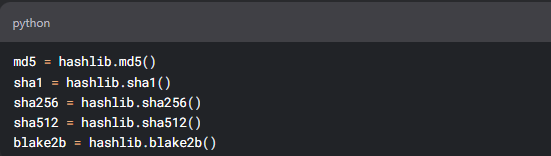 python
md5 = hashlib.md5()
sha1 = hashlib.sha1()
sha256 = hashlib.sha256()
sha512 = hashlib.sha512()
blake2b = hashlib.blake2b()